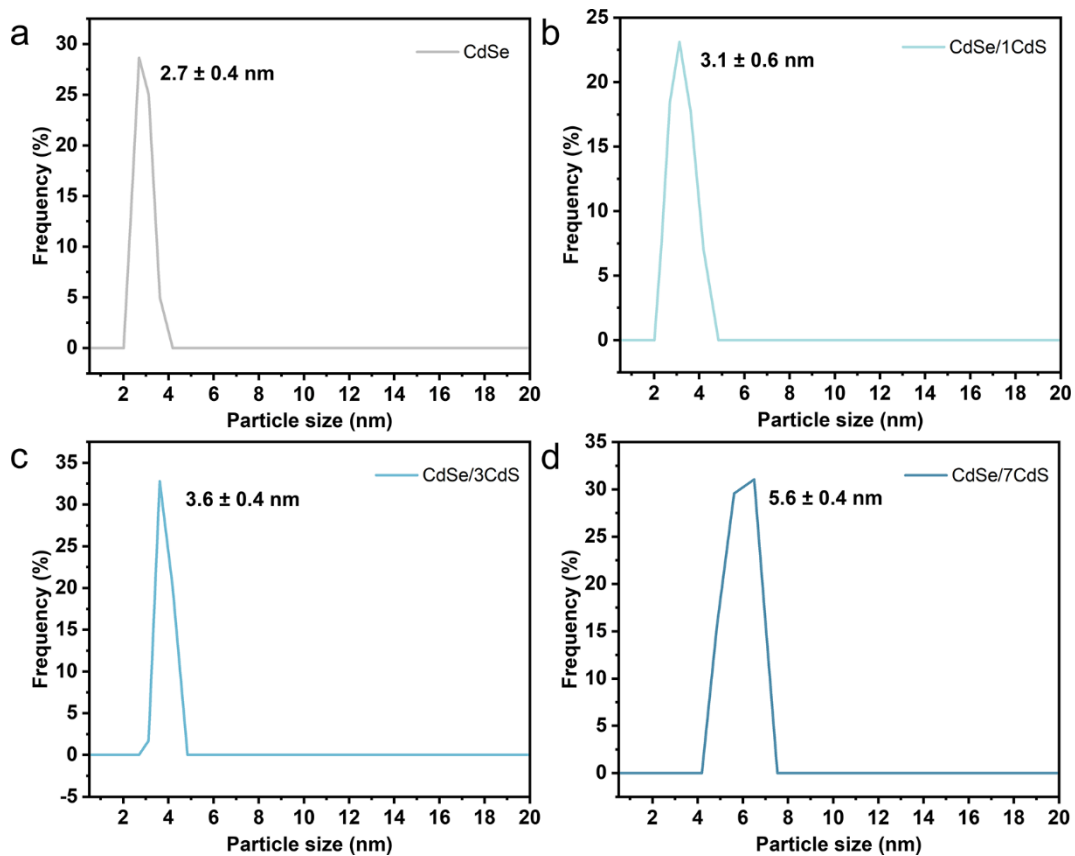 a
CdSe
2.7 ± 0.4 nm
Frequency (%)
30
25
20
15
10
5
0
2 4 6 8 10 12 14 16 18 20
Particle size (nm)
b
CdSe/1CdS
3.1 ± 0.6 nm
Frequency (%)
25
20
15
10
5
0
2 4 6 8 10 12 14 16 18 20
Particle size (nm)
c
CdSe/3CdS
3.6 ± 0.4 nm
Frequency (%)
35
30
25
20
15
10
5
0
-5
2 4 6 8 10 12 14 16 18 20
Particle size (nm)
d
CdSe/7CdS
5.6 ± 0.4 nm
Frequency (%)
35
30
25
20
15
10
5
0
2 4 6 8 10 12 14 16 18 20
Particle size (nm)